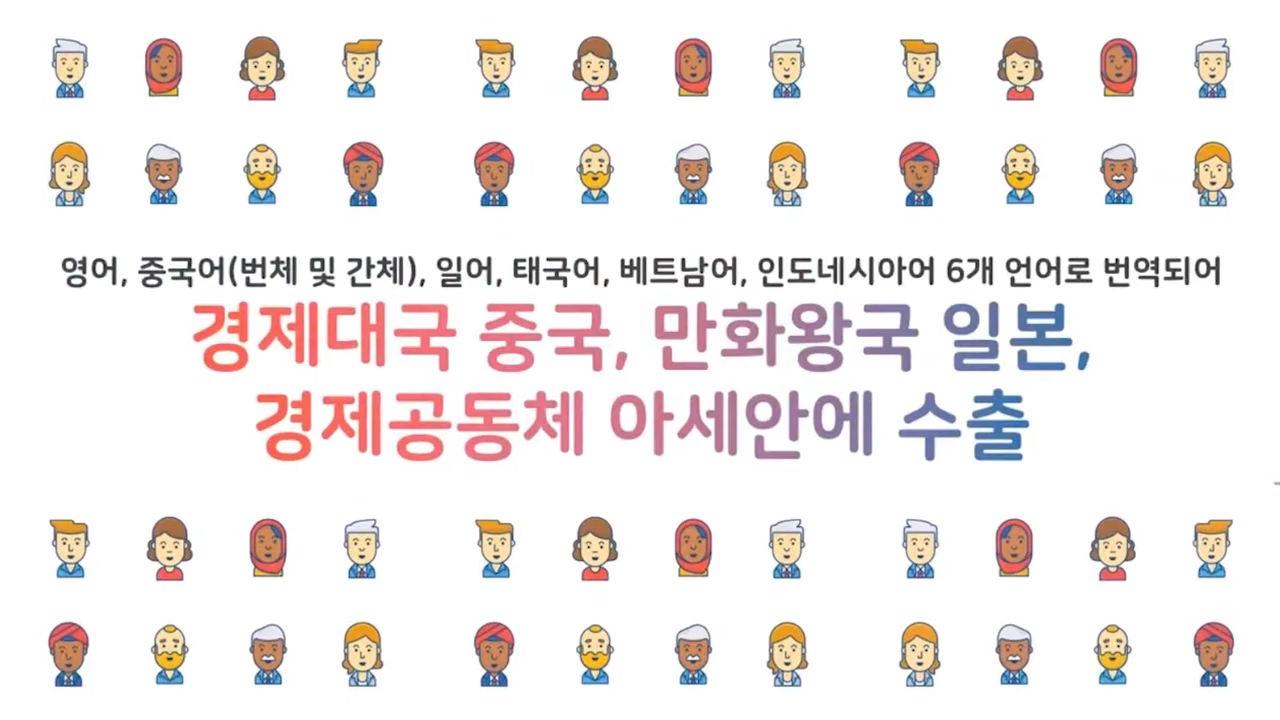 영어, 중국어(번체 및 간체), 일어, 태국어, 베트남어, 인도네시아어 6개 언어로 번역되어
경제대국 중국, 만화왕국 일본,
경제공동체 아세안에 수출